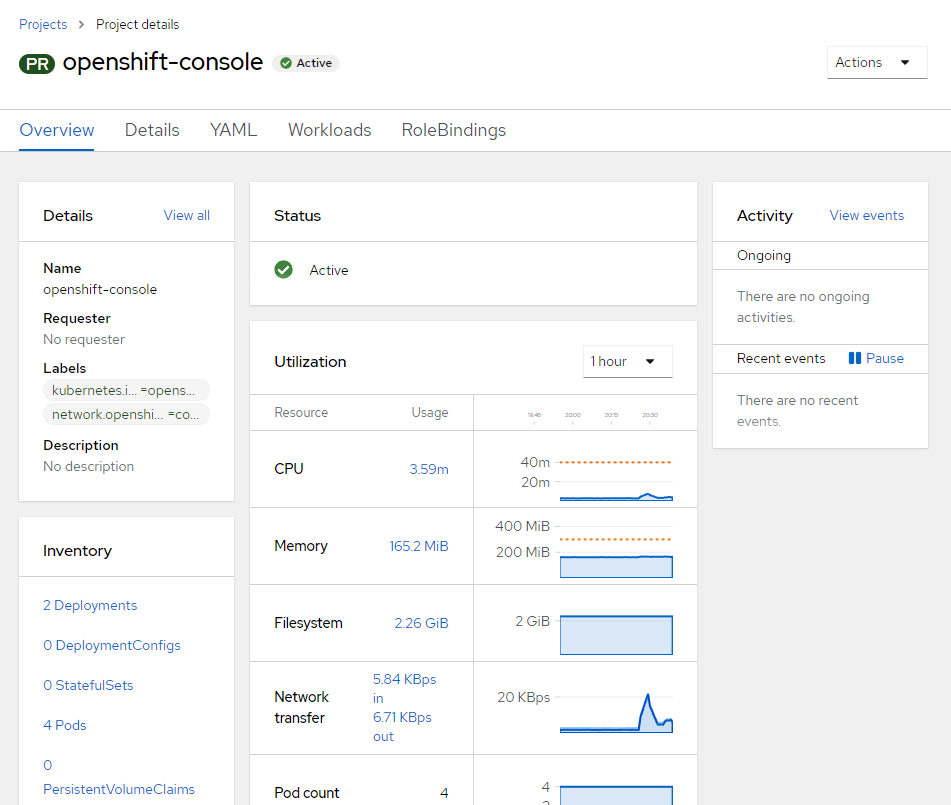 Projects > Project details
PR openshift-console Active
Actions
Overview Details YAML Workloads RoleBindings
Details View all
Name
openshift-console
Requester
No requester
Labels
kubernetes.i... =opens...
network.openshi... =co...
Description
No description
Inventory
2 Deployments
0 DeploymentConfigs
0 StatefulSets
4 Pods
0
PersistentVolumeClaims
Status
Active
Utilization 1 hour
Resource Usage 19:45 20:00 20:15 20:30
CPU 3.59m
40m
20m
Memory 165.2 MiB
400 MiB
200 MiB
Filesystem 2.26 GiB
2 GiB
Network
transfer
5.84 KBps
in
6.71 KBps
out
20 KBps
Pod count 4
4
Activity View events
Ongoing
There are no ongoing
activities.
Recent events Pause
There are no recent
events.